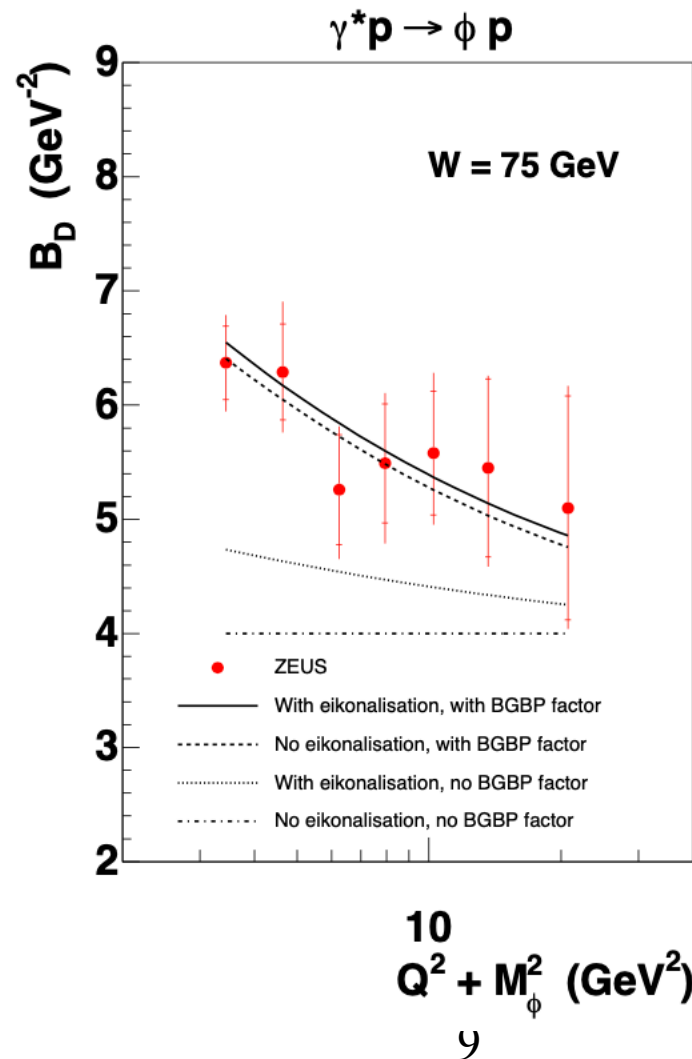 γ*p → ϕ p
9
8
7
6
5
4
3
2
B_D (GeV^-2)
W = 75 GeV
ZEUS
With eikonalisation, with BGBP factor
No eikonalisation, with BGBP factor
With eikonalisation, no BGBP factor
No eikonalisation, no BGBP factor
10
Q^2 + M_ϕ^2 (GeV^2)
9